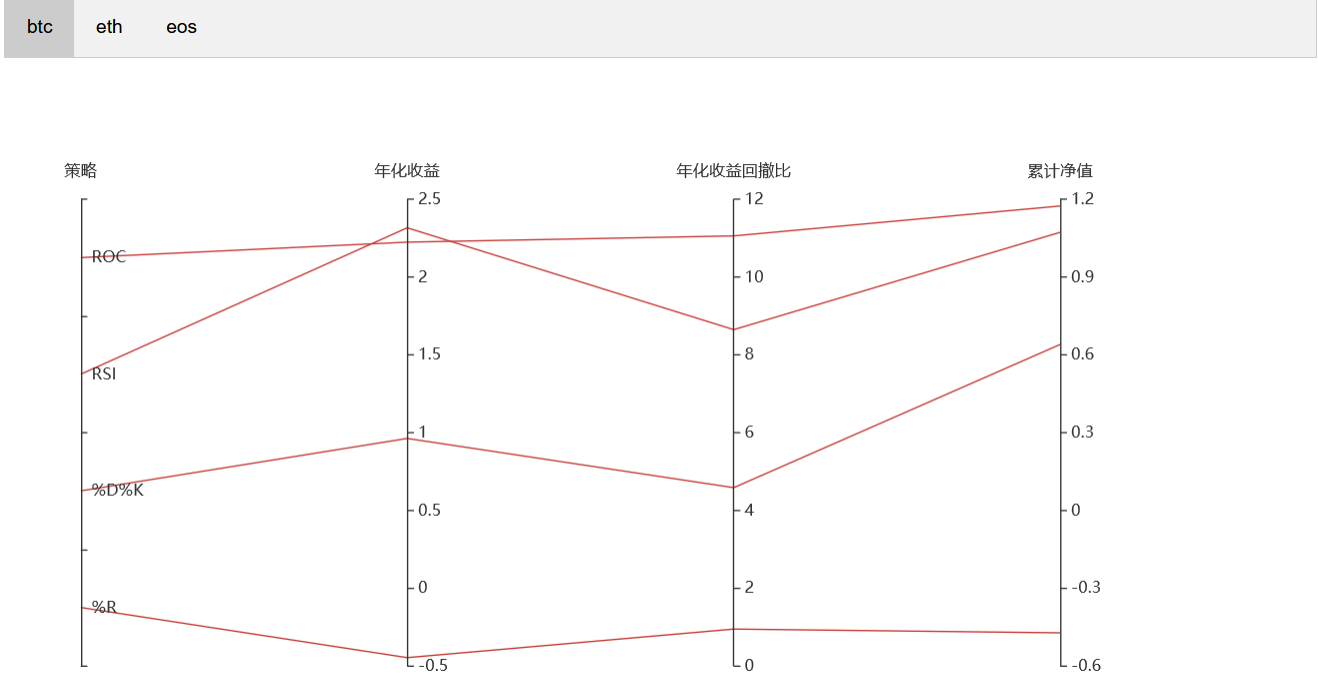 btc eth eos
策略 年化收益 年化收益回撤比 累计净值
2.5 12 1.2
ROC
2 10 0.9
RSI 1.5 8 0.6
1 6 0.3
%D%K 0.5 4 0
0 2 -0.3
%R
-0.5 0 -0.6